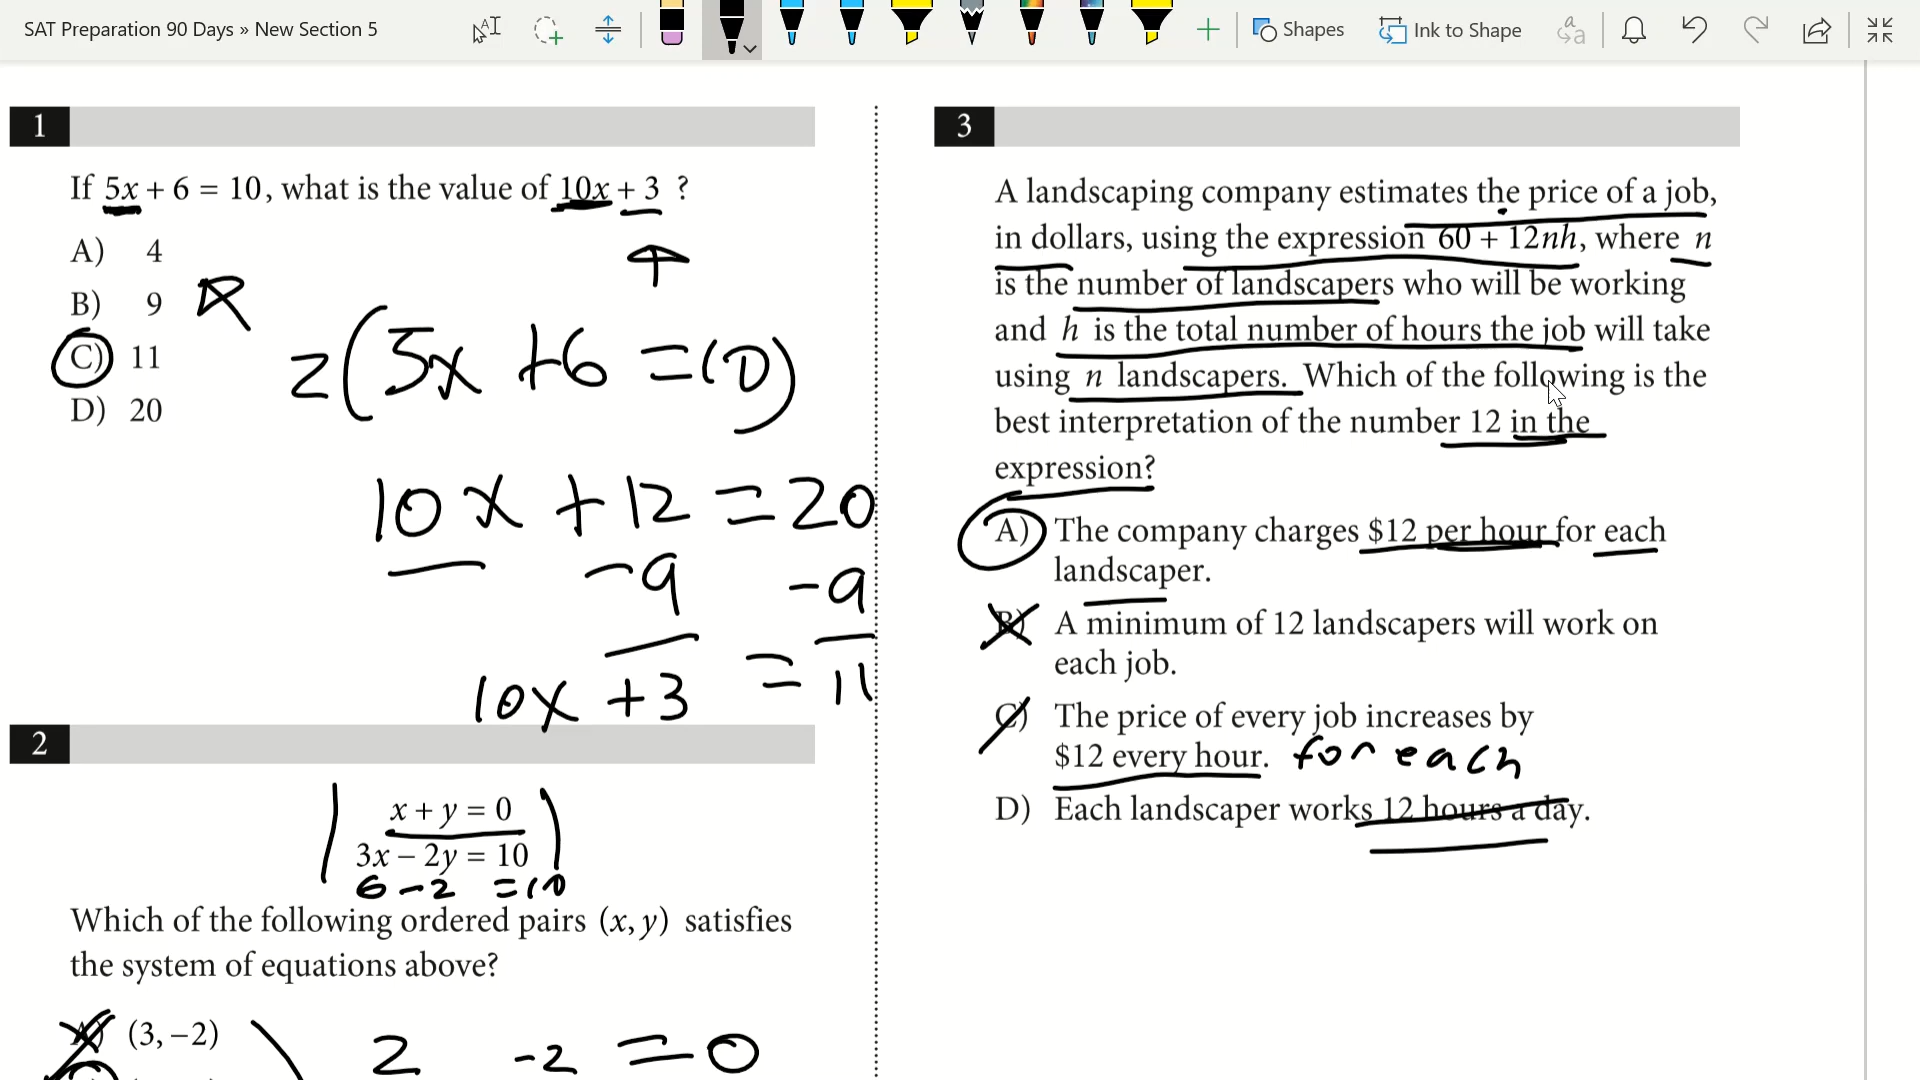 SAT Preparation 90 Days » New Section 5
Shapes
Ink to Shape
1
If 5x + 6 = 10, what is the value of 10x + 3 ?
A) 4
B) 9
C) 11
D) 20
2(5x +6 =10)
10x +12 =20
-9 -9
10x +3 = 11
2
x + y = 0
3x – 2y = 10
6 -2 =10
Which of the following ordered pairs (x, y) satisfies
the system of equations above?
A) (3, –2)
2 -2 =0
3
A landscaping company estimates the price of a job,
in dollars, using the expression 60 + 12nh, where n
is the number of landscapers who will be working
and h is the total number of hours the job will take
using n landscapers. Which of the following is the
best interpretation of the number 12 in the
expression?
A) The company charges $12 per hour for each
landscaper.
B) A minimum of 12 landscapers will work on
each job.
C) The price of every job increases by
$12 every hour. for each
D) Each landscaper works 12 hours a day.